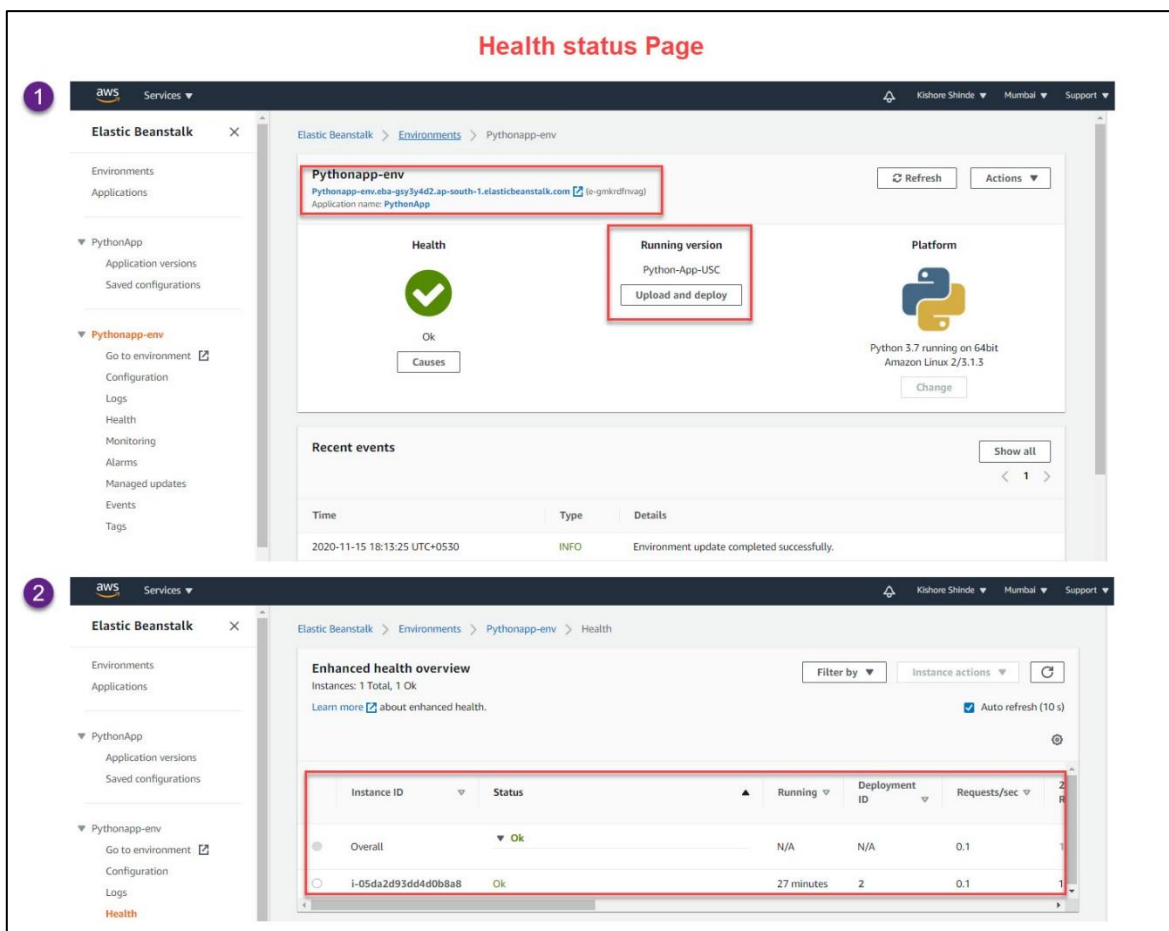 Health status Page
1
aws Services ▼ Kishore Shinde ▼ Mumbai ▼ Support ▼
Elastic Beanstalk ×
Environments
Applications
▼ PythonApp
Application versions
Saved configurations
▼ Pythonapp-env
Go to environment
Configuration
Logs
Health
Monitoring
Alarms
Managed updates
Events
Tags
Elastic Beanstalk > Environments > Pythonapp-env
Pythonapp-env
Pythonapp-env.eba-gsy3y4d2.ap-south-1.elasticbeanstalk.com (e-gmkrdfnvag)
Application name: PythonApp
Refresh Actions ▼
Health
Ok
Causes
Running version
Python-App-USC
Upload and deploy
Platform
Python 3.7 running on 64bit
Amazon Linux 2/3.1.3
Change
Recent events
Show all
< 1 >
Time Type Details
2020-11-15 18:13:25 UTC+0530 INFO Environment update completed successfully.
2
aws Services ▼ Kishore Shinde ▼ Mumbai ▼ Support ▼
Elastic Beanstalk ×
Environments
Applications
▼ PythonApp
Application versions
Saved configurations
▼ Pythonapp-env
Go to environment
Configuration
Logs
Health
Elastic Beanstalk > Environments > Pythonapp-env > Health
Enhanced health overview
Instances: 1 Total, 1 Ok
Learn more about enhanced health.
Filter by ▼ Instance actions ▼
Auto refresh (10 s)
Instance ID Status Running Deployment ID Requests/sec
Overall ▼ Ok N/A N/A 0.1
i-05da2d93dd4d0b8a8 Ok 27 minutes 2 0.1